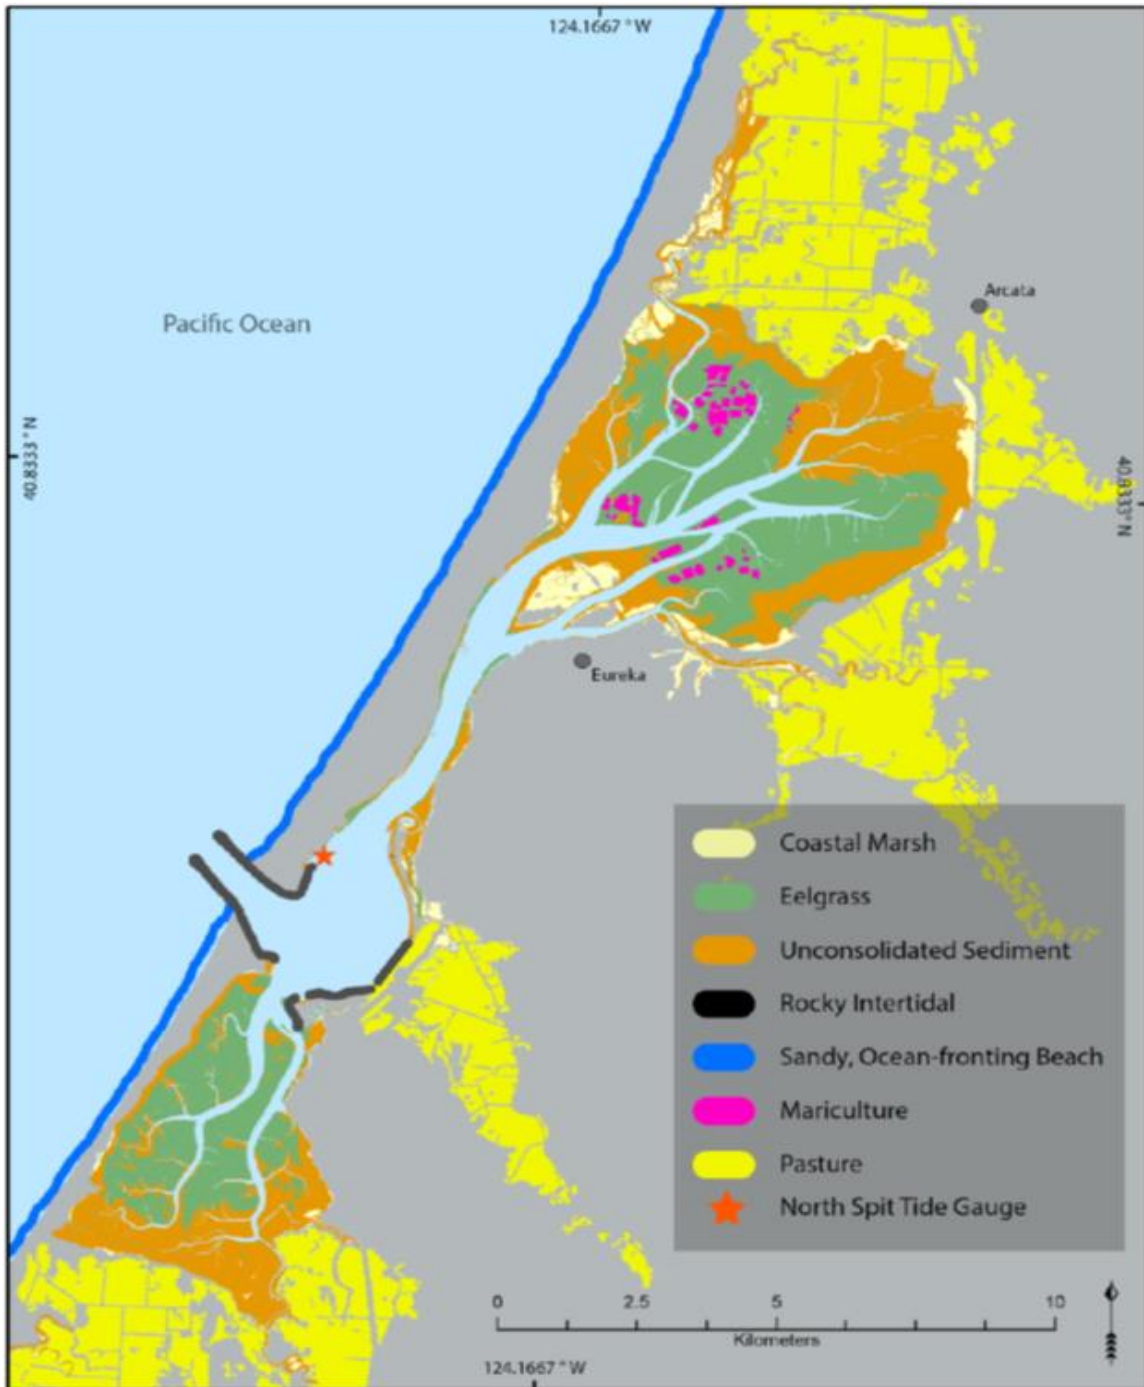 124.1667 ° W
Pacific Ocean
Arcata
40.8333 ° N
40.8333° N
Eureka
Coastal Marsh
Eelgrass
Unconsolidated Sediment
Rocky Intertidal
Sandy, Ocean-fronting Beach
Mariculture
Pasture
North Spit Tide Gauge
0 2.5 5 10
Kilometers
124.1667 ° W